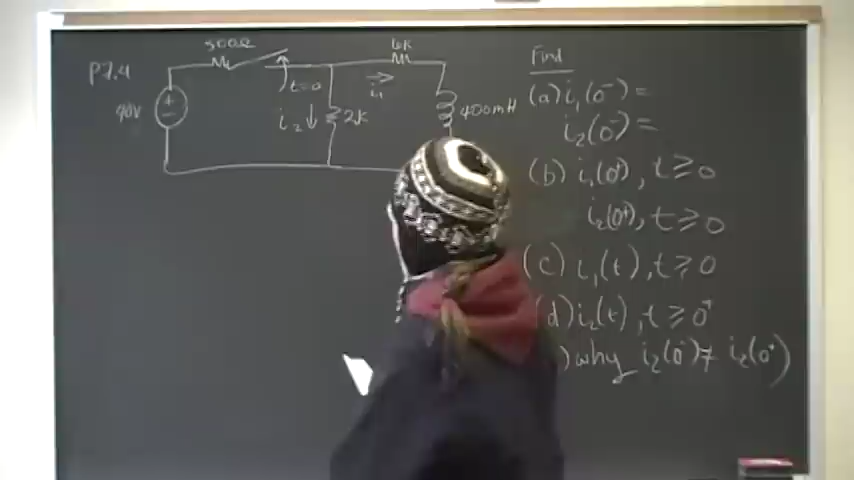 P7.4
500Ω
t=0
90V
i₂ ↓
2K
i₁
400mH
Find
(a) i₁(0⁻) =
i₂(0⁻) =
(b) i₁(0⁺), t ≥ 0
i₂(0⁺), t ≥ 0
(c) i₁(t), t ≥ 0
(d) i₂(t), t ≥ 0⁺
) why i₂(0⁻) ≠ i₂(0⁺)